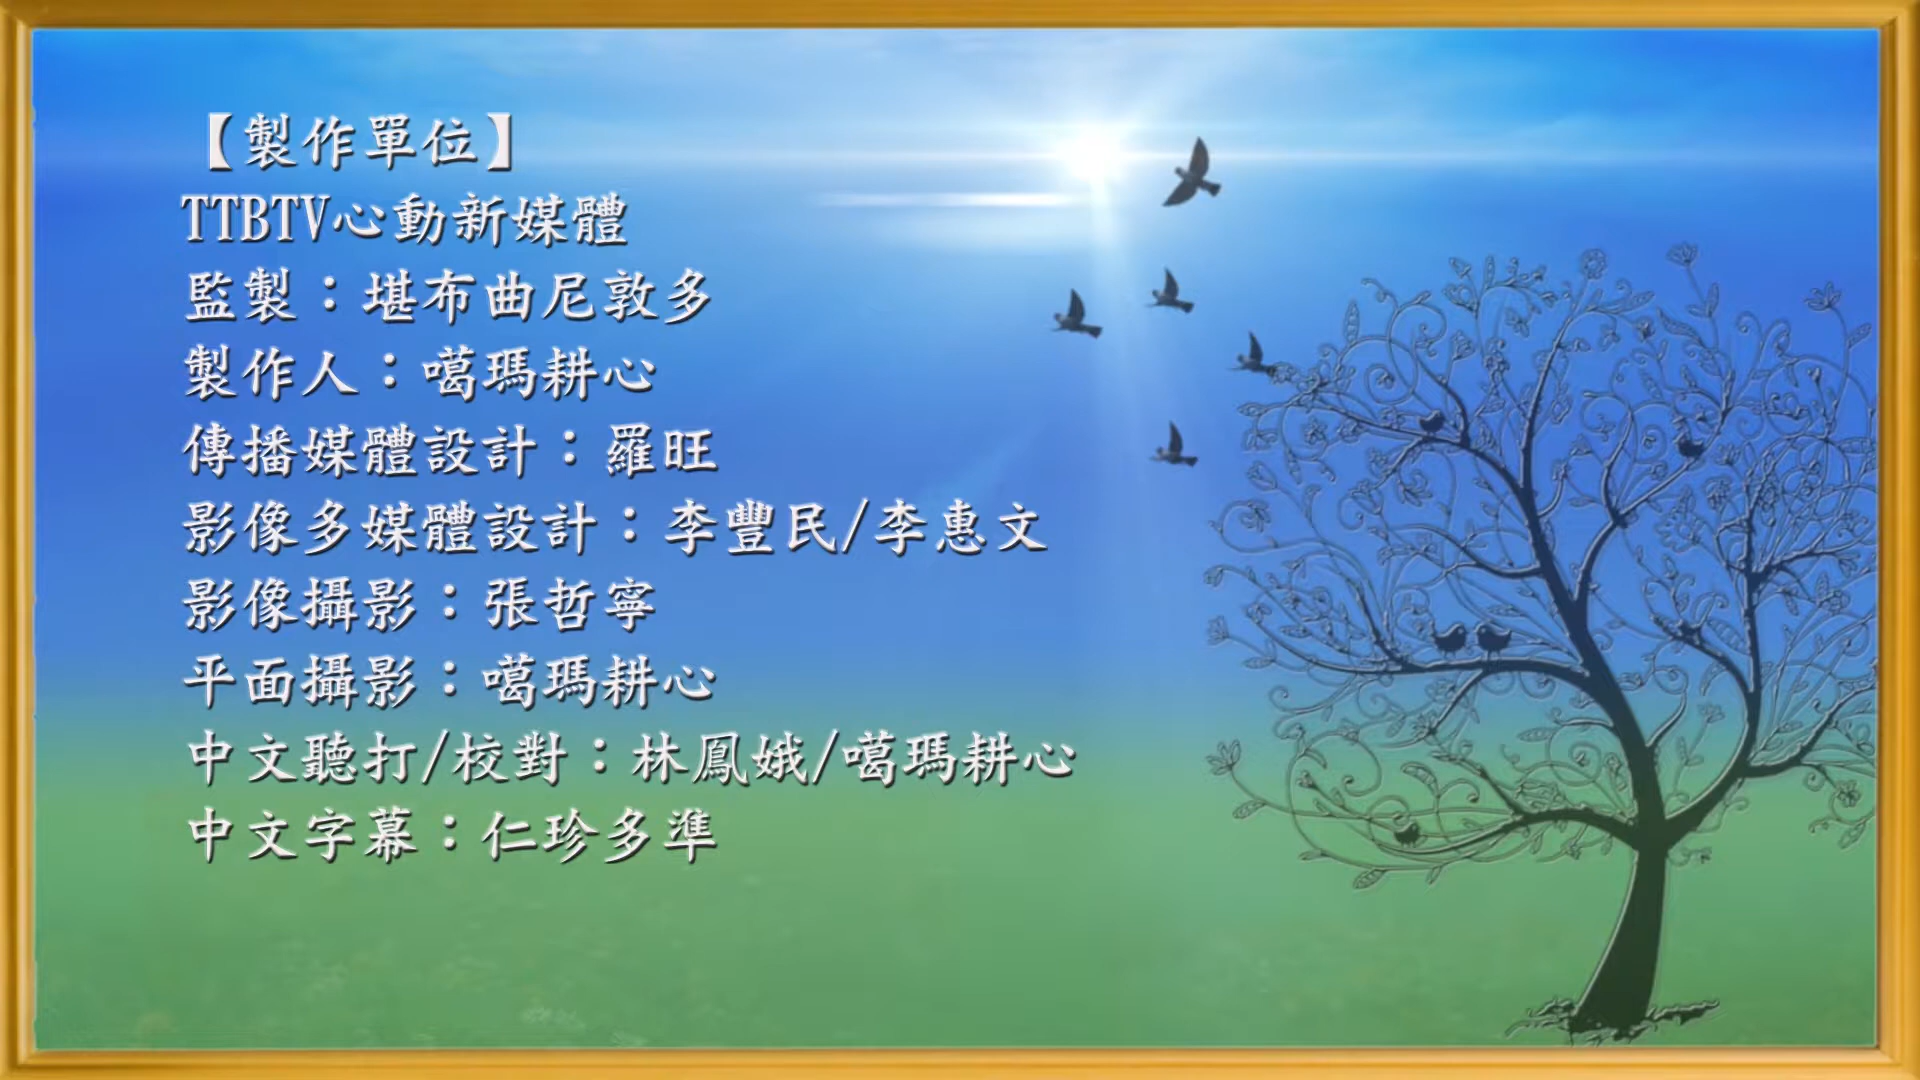 【製作單位】
TTBTV心動新媒體
監製：堪布曲尼敦多
製作人：噶瑪耕心
傳播媒體設計：羅旺
影像多媒體設計：李豐民/李惠文
影像攝影：張哲寧
平面攝影：噶瑪耕心
中文聽打/校對：林鳳娥/噶瑪耕心
中文字幕：仁珍多準